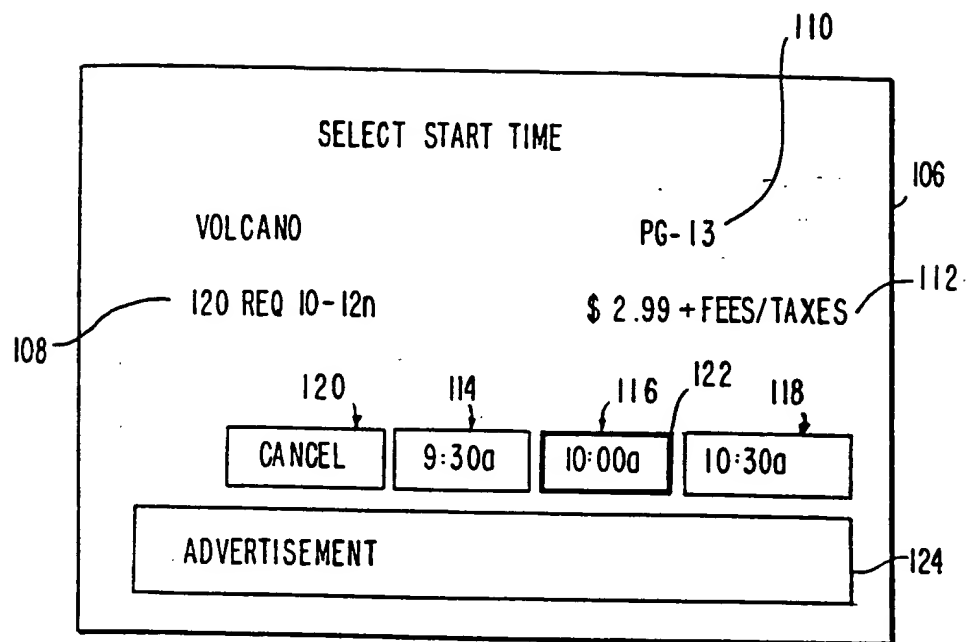 110
SELECT START TIME
106
VOLCANO PG-13
120 REQ 10-12n $ 2.99 + FEES/TAXES 112
108
120 114 116 122 118
CANCEL 9:30a 10:00a 10:30a
ADVERTISEMENT
124